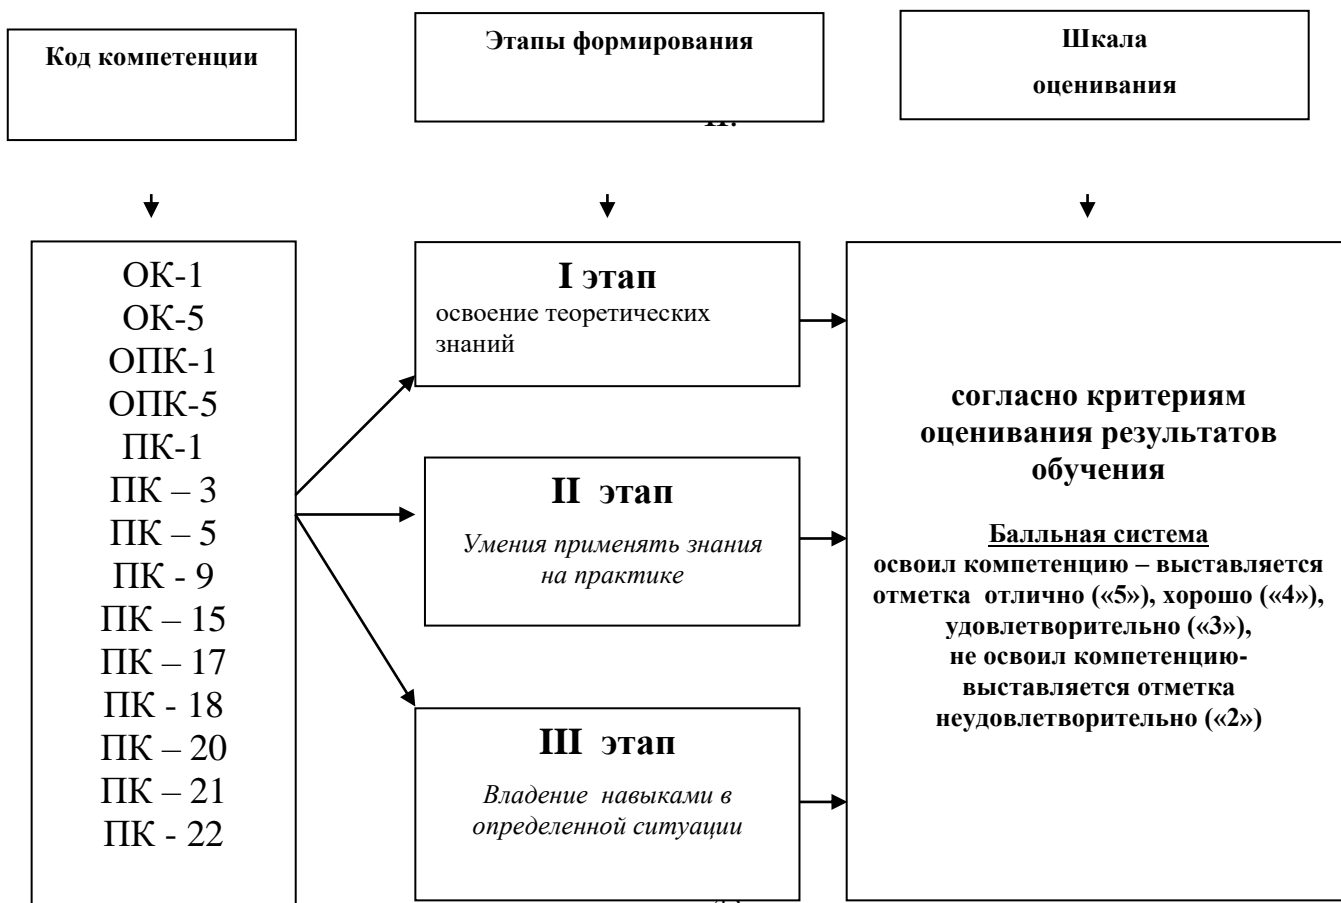 Код компетенции
Этапы формирования
Шкала
оценивания
ОК-1
ОК-5
ОПК-1
ОПК-5
ПК-1
ПК – 3
ПК – 5
ПК - 9
ПК – 15
ПК – 17
ПК - 18
ПК – 20
ПК – 21
ПК - 22
I этап
освоение теоретических
знаний
II этап
Умения применять знания
на практике
III этап
Владение навыками в
определенной ситуации
согласно критериям
оценивания результатов
обучения
Балльная система
освоил компетенцию – выставляется
отметка отлично («5»), хорошо («4»),
удовлетворительно («3»),
не освоил компетенцию-
выставляется отметка
неудовлетворительно («2»)